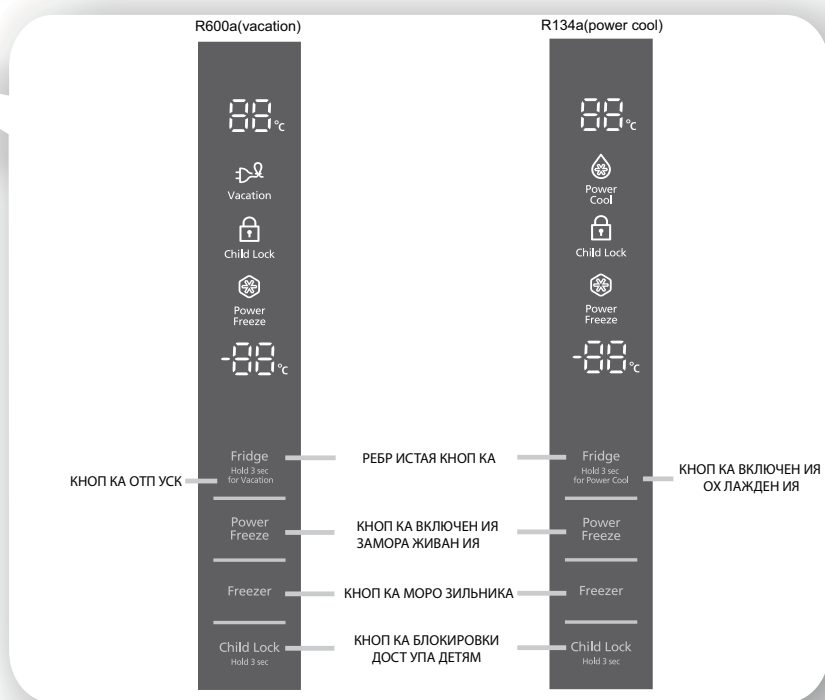 R600a(vacation)
R134a(power cool)
88°C
Vacation
Child Lock
Power
Freeze
-88°C
Fridge
Hold 3 sec
for Vacation
Power
Freeze
Freezer
Child Lock
Hold 3 sec
КНОП КА ОТП УСК
РЕБР ИСТАЯ КНОП КА
КНОП КА ВКЛЮЧЕН ИЯ
ЗАМОРА ЖИВАН ИЯ
КНОП КА МОРО ЗИЛЬНИКА
КНОП КА БЛОКИРОВКИ
ДОСТ УПА ДЕТЯМ
88°C
Power
Cool
Child Lock
Power
Freeze
-88°C
Fridge
Hold 3 sec
for Power Cool
Power
Freeze
Freezer
Child Lock
Hold 3 sec
КНОП КА ВКЛЮЧЕН ИЯ
ОХ ЛАЖДЕН ИЯ